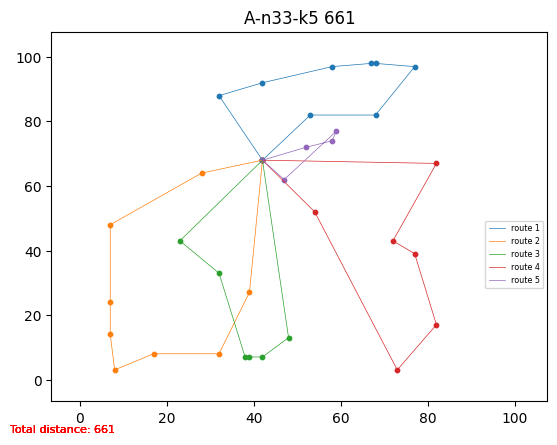 A-n33-k5 661
100
80
60
40
20
0
route 1
route 2
route 3
route 4
route 5
0 20 40 60 80 100
Total distance: 661